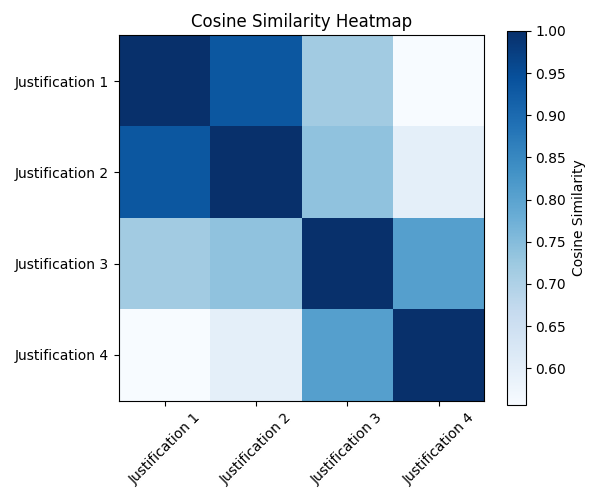 Cosine Similarity Heatmap
Justification 1
Justification 2
Justification 3
Justification 4
Justification 1
Justification 2
Justification 3
Justification 4
1.00
0.95
0.90
0.85
0.80
0.75
0.70
0.65
0.60
Cosine Similarity